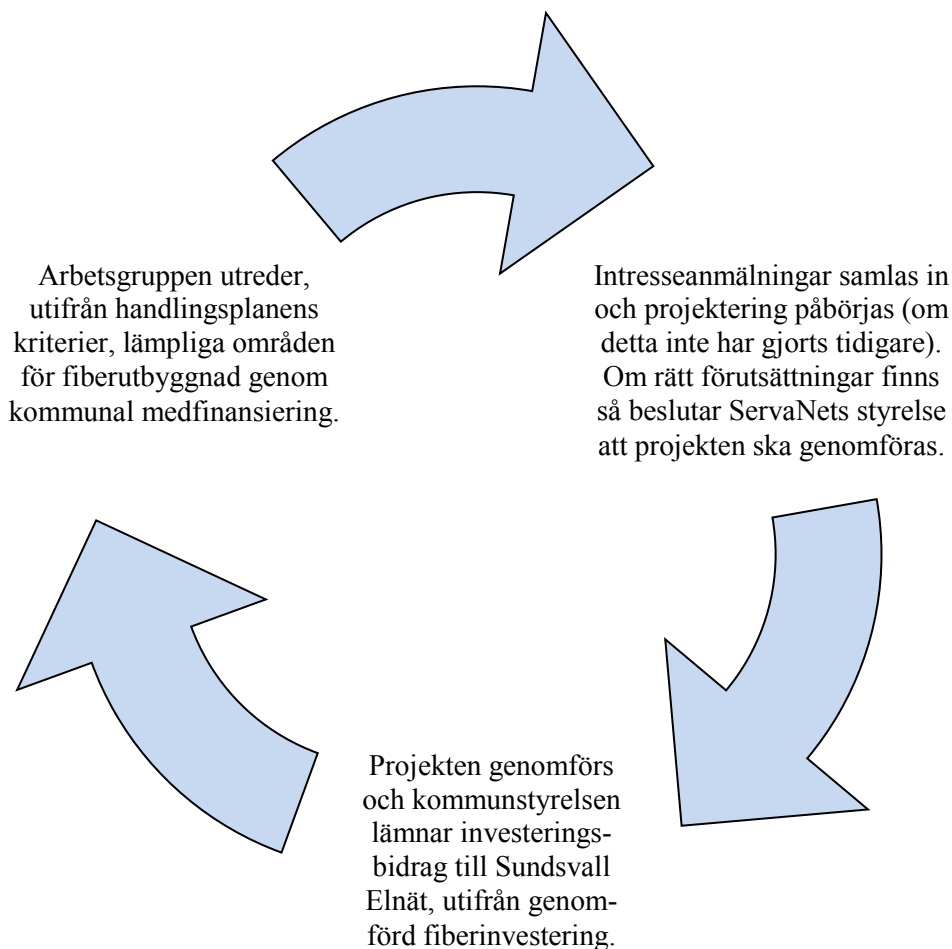 Arbetsgruppen utreder,
utifrån handlingsplanens
kriterier, lämpliga områden
för fiberutbyggnad genom
kommunal medfinansiering.
Intresseanmälningar samlas in
och projektering påbörjas (om
detta inte har gjorts tidigare).
Om rätt förutsättningar finns
så beslutar ServaNets styrelse
att projekten ska genomföras.
Projekten genomförs
och kommunstyrelsen
lämnar investerings-
bidrag till Sundsvall
Elnät, utifrån genom-
förd fiberinvestering.